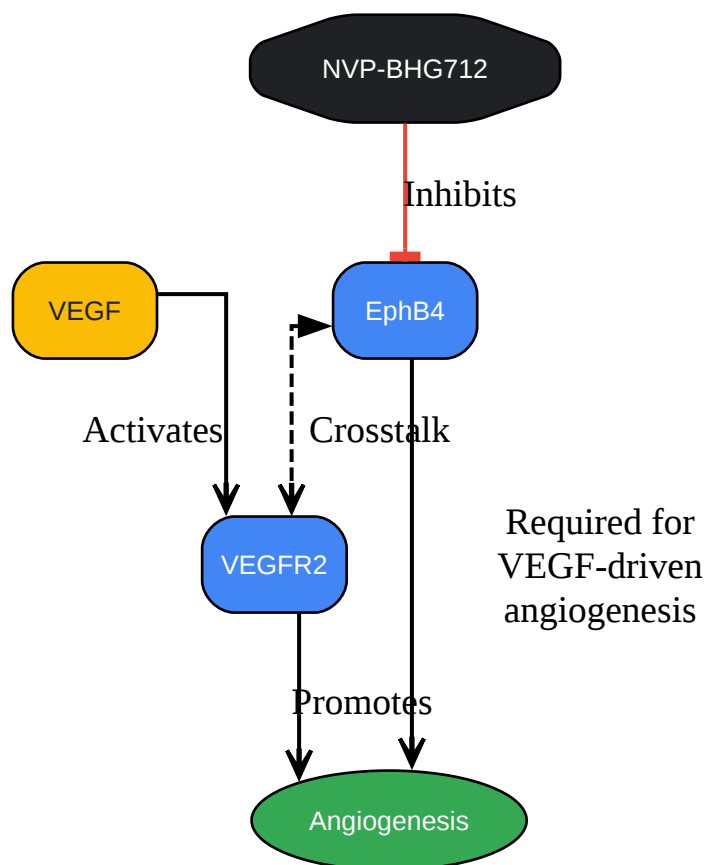 NVP-BHG712
Inhibits
VEGF
EphB4
Activates
Crosstalk
Required for
VEGF-driven
angiogenesis
VEGFR2
Promotes
Angiogenesis